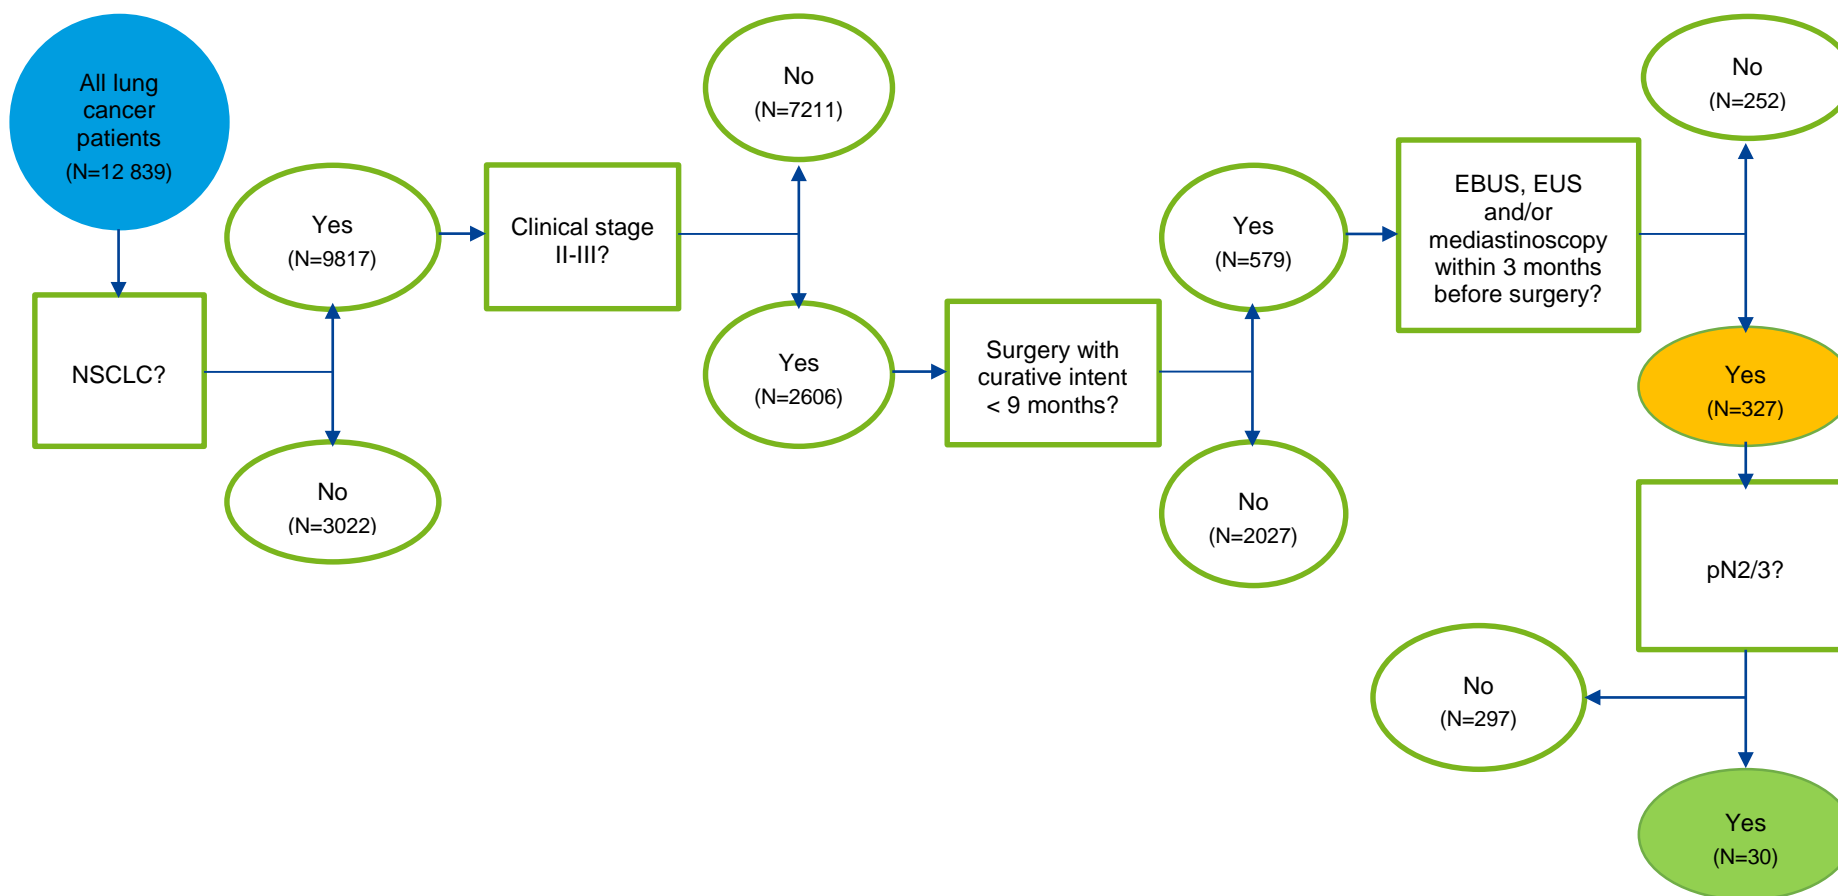 All lung
cancer
patients
(N=12 839)
NSCLC?
Yes
(N=9817)
No
(N=3022)
Clinical stage
II-III?
No
(N=7211)
Yes
(N=2606)
Surgery with
curative intent
< 9 months?
Yes
(N=579)
No
(N=2027)
EBUS, EUS
and/or
mediastinoscopy
within 3 months
before surgery?
No
(N=252)
Yes
(N=327)
pN2/3?
No
(N=297)
Yes
(N=30)